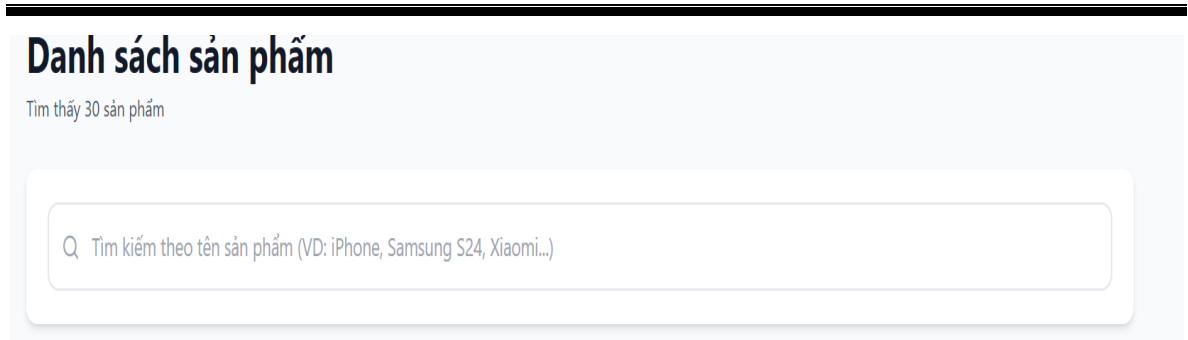 Danh sách sản phẩm
Tìm thấy 30 sản phẩm
Tìm kiếm theo tên sản phẩm (VD: iPhone, Samsung S24, Xiaomi...)